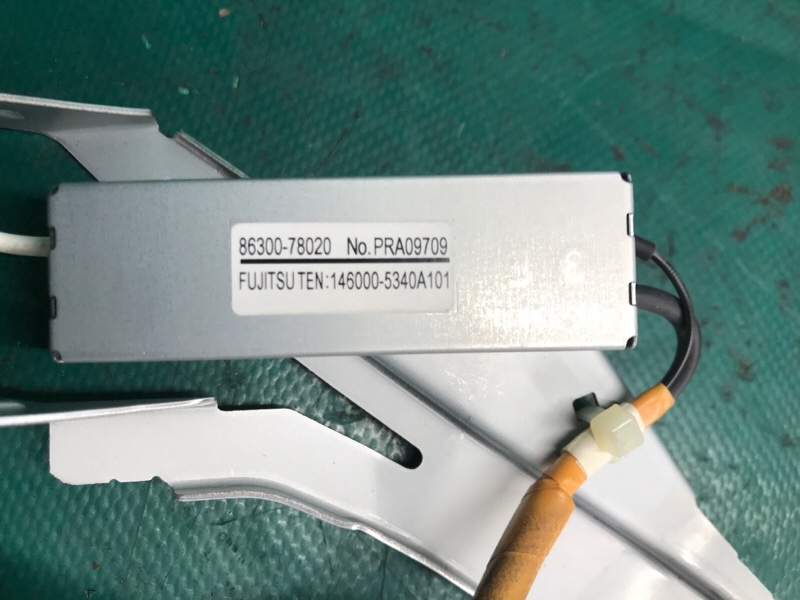 86300-78020 No.PRA09709
FUJITSU TEN:146000-5340A101